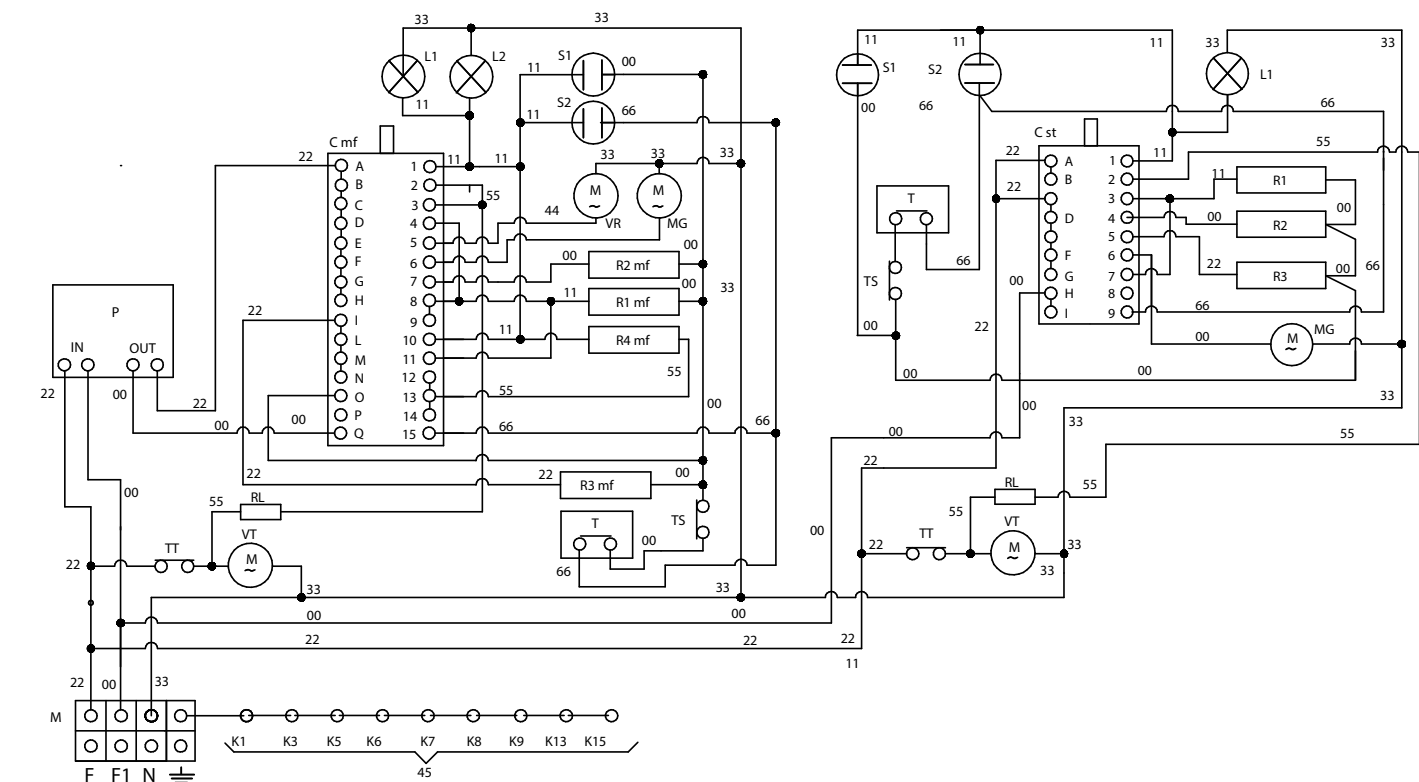 33 33
11 11 11 33 33
L1 L2 S1 00
11
S1 S2 L1
11
S2 66
11
00 66 66
C mf
C st
55
22 11 11 33 33 33
A 1
B 2 55
C 3
D 4
E 5
F 6
G 7
H 8
I 9
L 10
M 11
N 12
O 13
P 14
Q 15
M ~ VR
M ~ MG
44
00 R2 mf 00
11 R1 mf 00
33
11 R4 mf
55
55
66 66
00
22
P
IN OUT
22 00 22
00 00
22 22 R3 mf 00
00
55 RL
T TS
00
66
22 TT VT
M ~
33
33
00 00
22 22 22
11
22 A 1 11
B 2
22 3
D 4
5
F 6
G 7
00 H 8
I 9
T
TS
66
00
11 R1
00 R2 00
22 R3 00
66
66
00 M ~ MG
22
00 00
33
00
00
33
55
22
RL 55
55
00
22 TT VT
M ~
33
33
22 00 33
M
K1 K3 K5 K6 K7 K8 K9 K13 K15
45
F F1 N